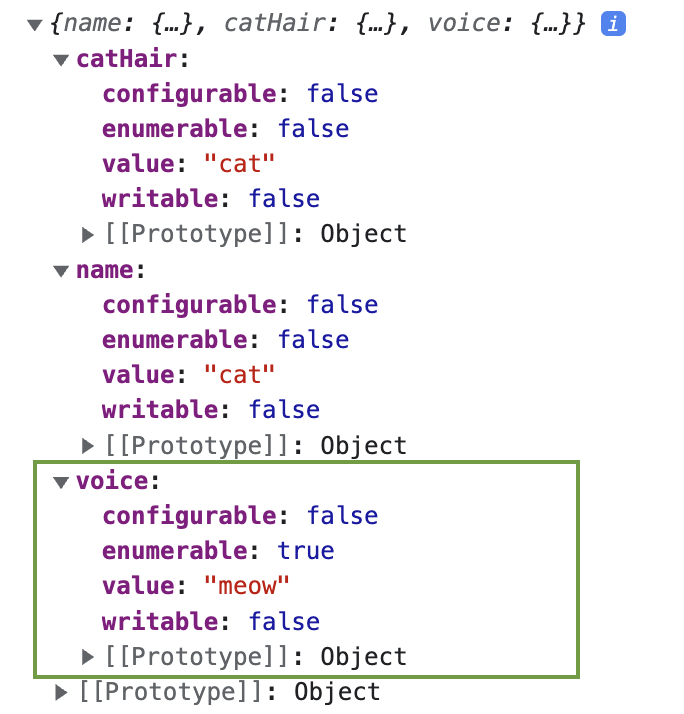 ▼{name: {…}, catHair: {…}, voice: {…}} i
▼catHair:
configurable: false
enumerable: false
value: "cat"
writable: false
▶[[Prototype]]: Object
▼name:
configurable: false
enumerable: false
value: "cat"
writable: false
▶[[Prototype]]: Object
▼voice:
configurable: false
enumerable: true
value: "meow"
writable: false
▶[[Prototype]]: Object
▶[[Prototype]]: Object